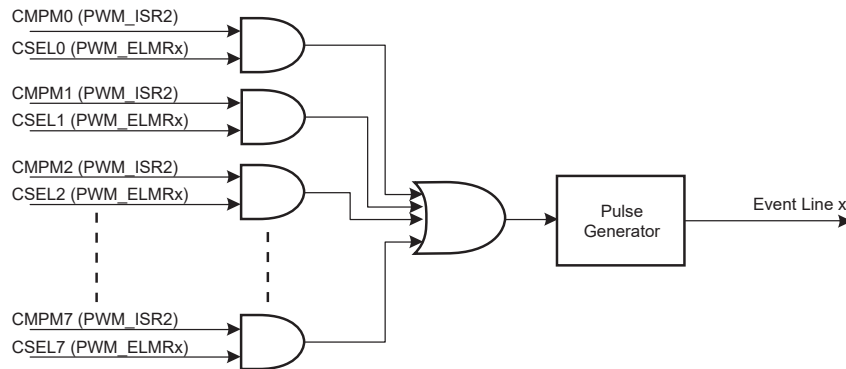 CMPM0 (PWM_ISR2)
CSEL0 (PWM_ELMRx)
CMPM1 (PWM_ISR2)
CSEL1 (PWM_ELMRx)
CMPM2 (PWM_ISR2)
CSEL2 (PWM_ELMRx)
CMPM7 (PWM_ISR2)
CSEL7 (PWM_ELMRx)
Pulse
Generator
Event Line x